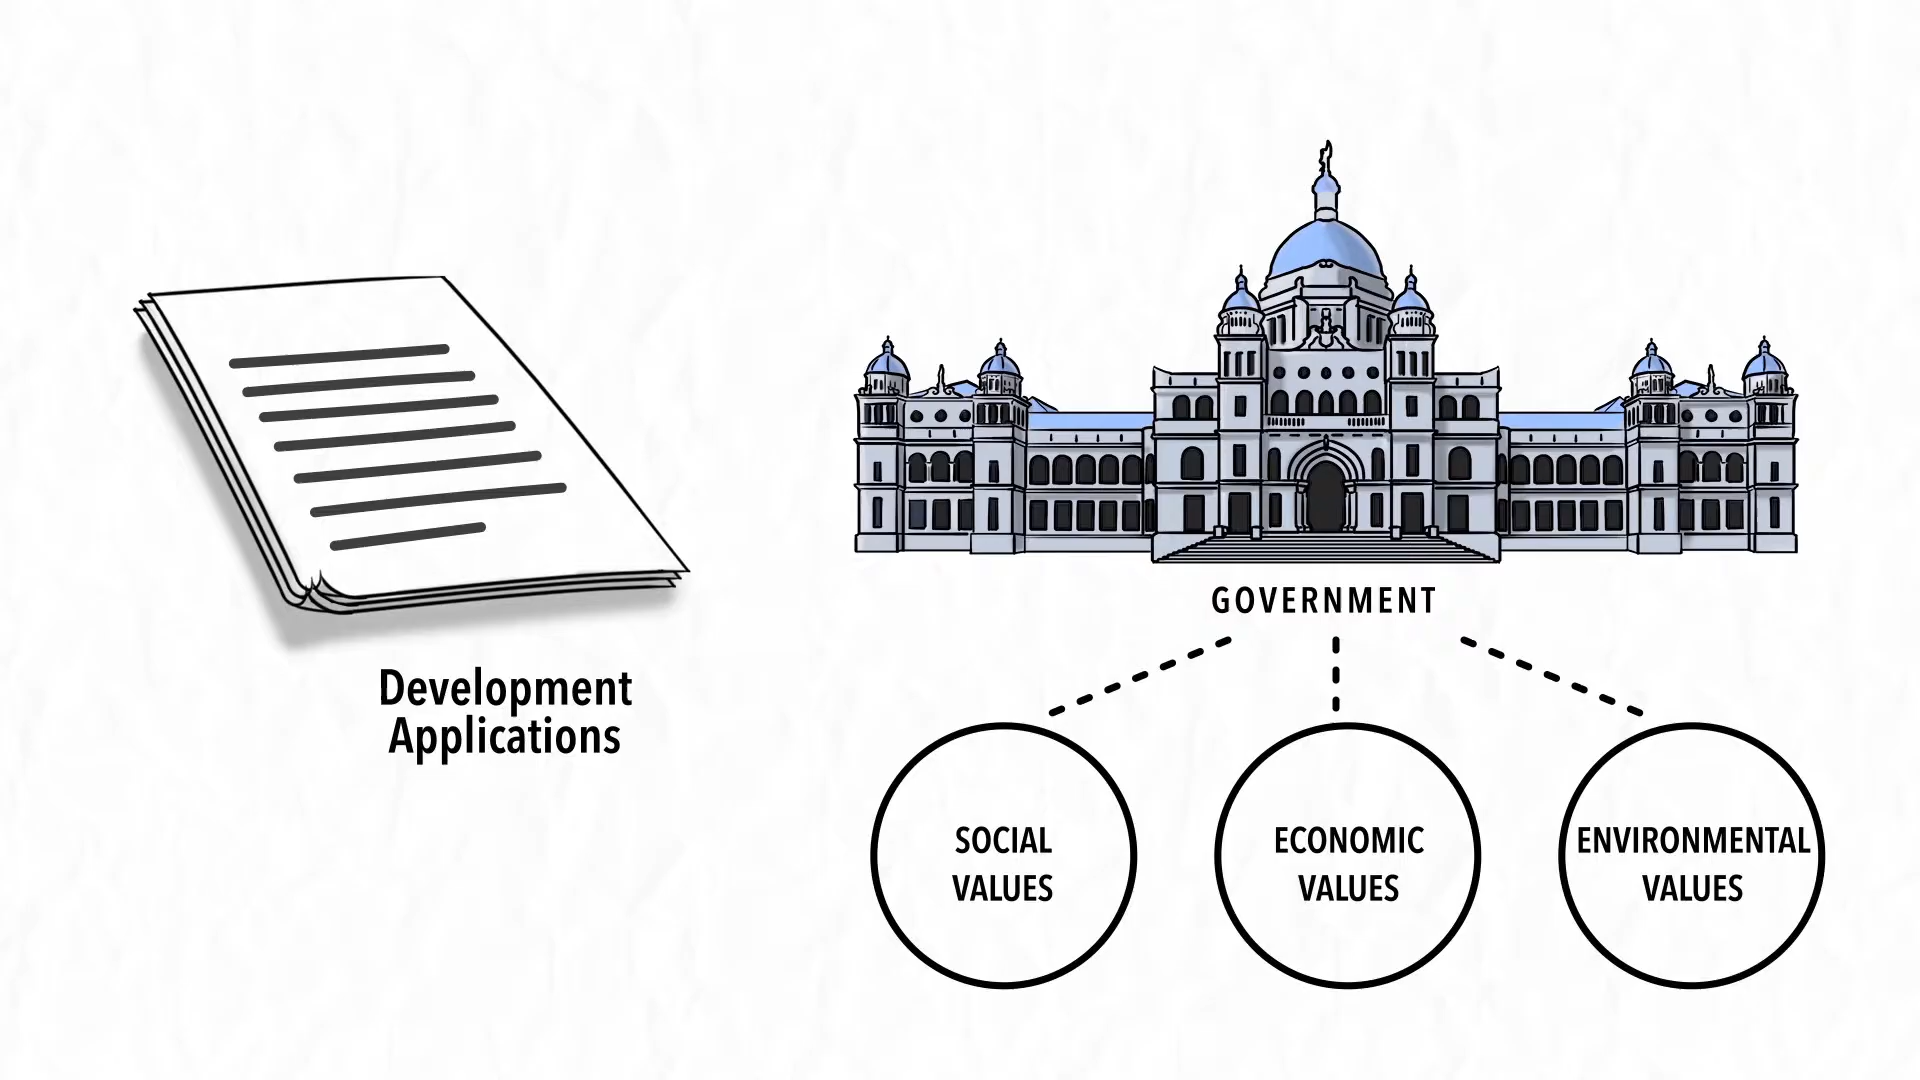 Development
Applications
GOVERNMENT
SOCIAL
VALUES
ECONOMIC
VALUES
ENVIRONMENTAL
VALUES